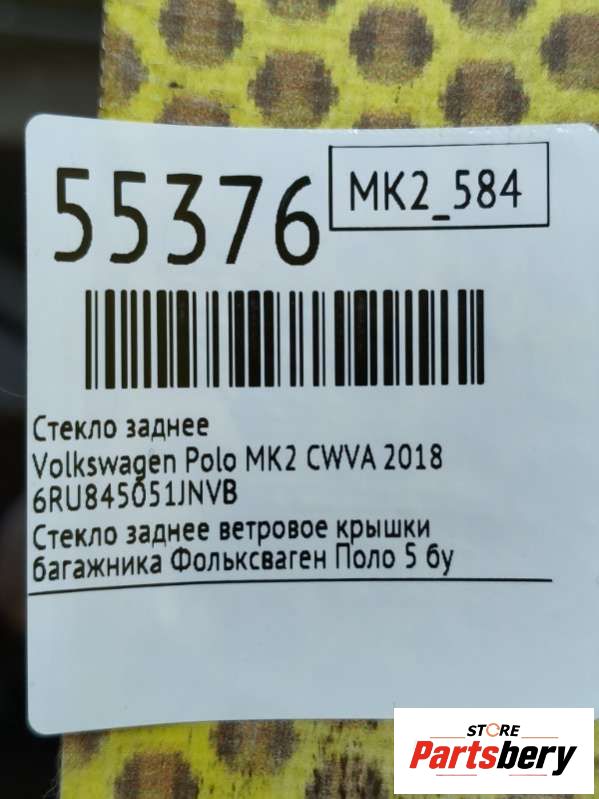 55376
MK2_584
Стекло заднее
Volkswagen Polo MK2 CWVA 2018
6RU845051JNVB
Стекло заднее ветровое крышки
багажника Фольксваген Поло 5 бу
STORE
Partsbery